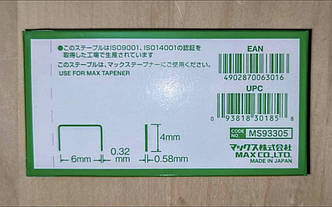 ●このステープルはISO9001、ISO14001の認証を
取得した工場で生産されています
●このステープルは、マックステープナーにご使用ください。
USE FOR MAX TAPENER
EAN
4902870063016
UPC
0 93818 30185 8
6mm
0.32
mm
4mm
0.58mm
CODE NO
MS93305
マックス株式会社
MAX CO.,LTD.
MADE IN JAPAN